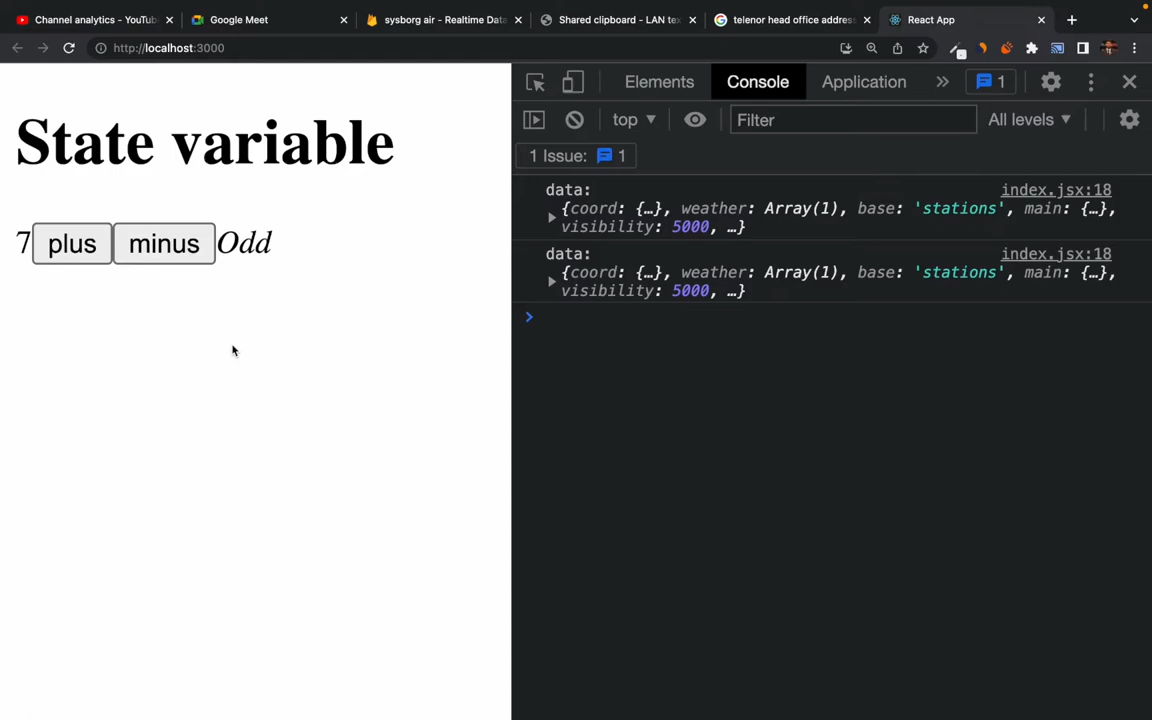 Channel analytics - YouTub
Google Meet
sysborg air - Realtime Data
Shared clipboard - LAN tex
telenor head office address
React App
http://localhost:3000
Elements
Console
Application
1
top
Filter
All levels
1 Issue:
1
State variable
7
plus
minus
Odd
data:
index.jsx:18
{coord: {…}, weather: Array(1), base: 'stations', main: {…},
visibility: 5000, …}
data:
index.jsx:18
{coord: {…}, weather: Array(1), base: 'stations', main: {…},
visibility: 5000, …}